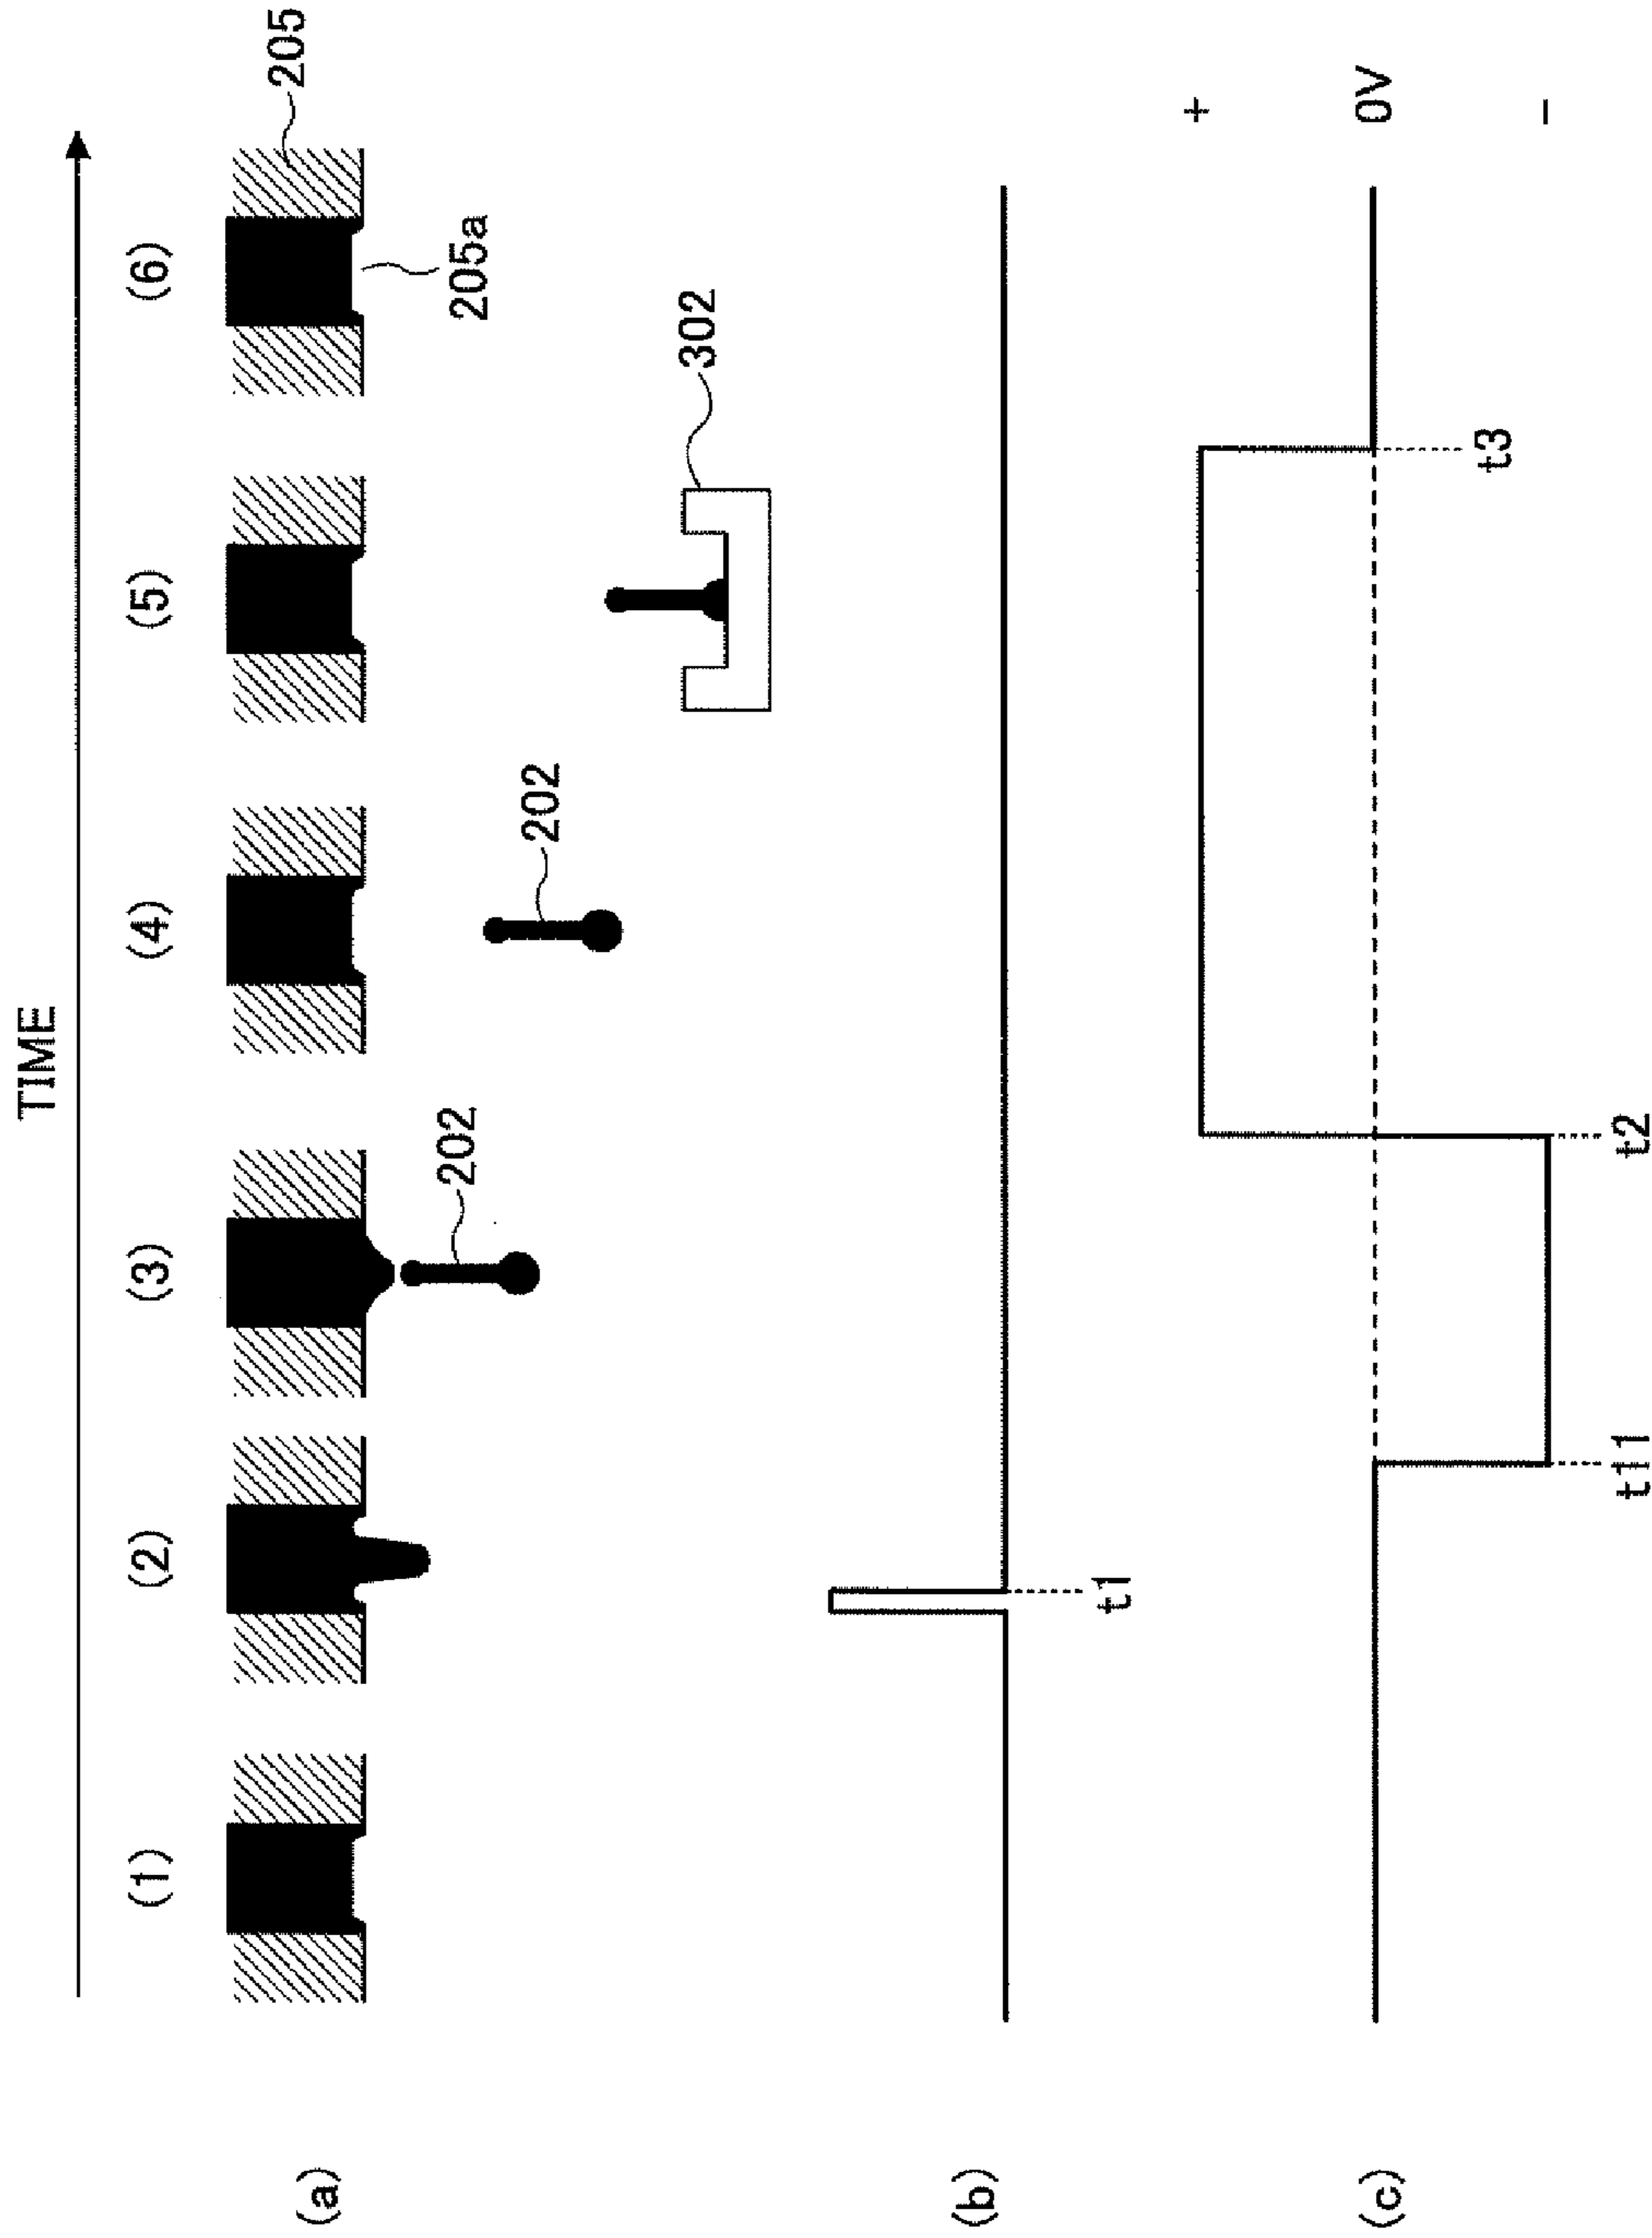 TIME
(a)
(1)
(2)
(3)
(4)
(5)
(6)
205
205a
202
202
302
(b)
t1
(c)
+
0V
−
t11
t2
t3